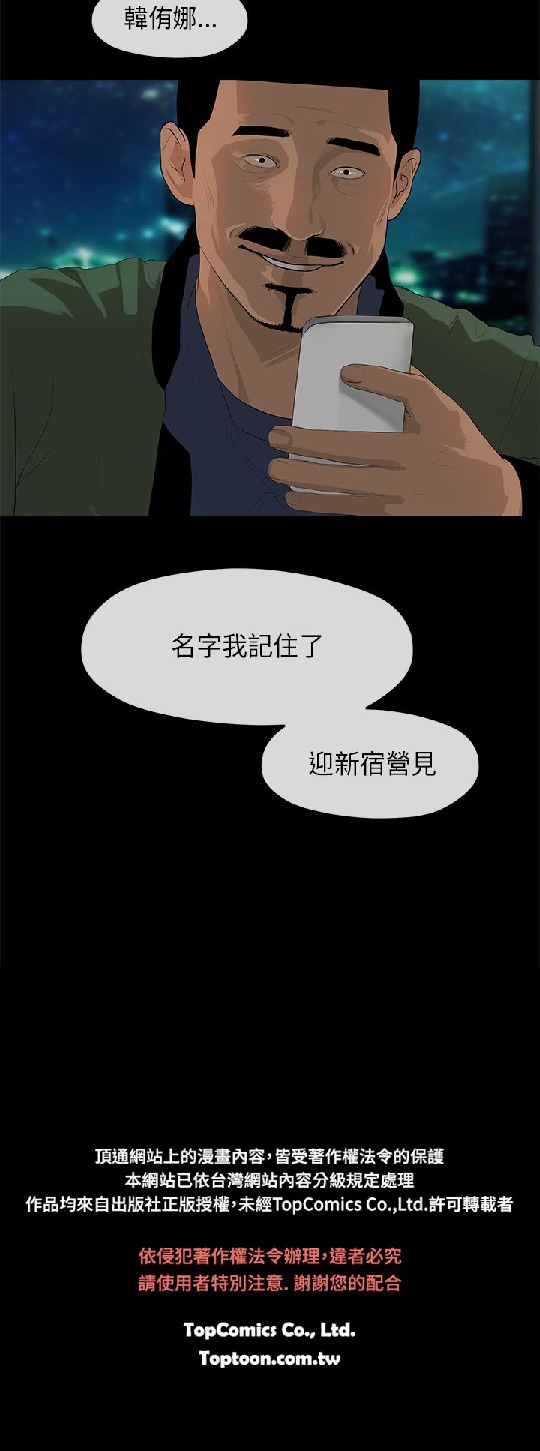 韓侑娜...
名字我記住了
迎新宿營見
頂通網站上的漫畫內容,皆受著作權法令的保護
本網站已依台灣網站內容分級規定處理
作品均來自出版社正版授權,未經TopComics Co.,Ltd.許可轉載者
依侵犯著作權法令辦理,違者必究
請使用者特別注意. 謝謝您的配合
TopComics Co., Ltd.
Toptoon.com.tw